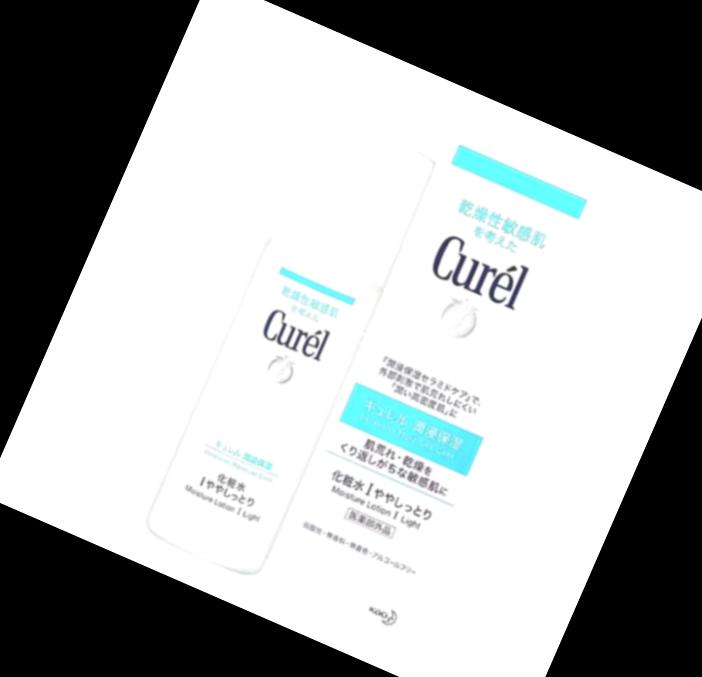 乾燥性敏感肌
を考えた
Curél
キュレル 潤浸保湿
化粧水
I ややしっとり
Moisture Lotion I Light
乾燥性敏感肌
を考えた
Curél
「潤浸保湿セラミドケア」で、
外部刺激で肌荒れしにくい
「潤い高密度肌」に
キュレル 潤浸保湿
肌荒れ・乾燥を
くり返しがちな敏感肌に
化粧水 I ややしっとり
Moisture Lotion I Light
医薬部外品
弱酸性・無香料・無着色・アルコールフリー
Kao